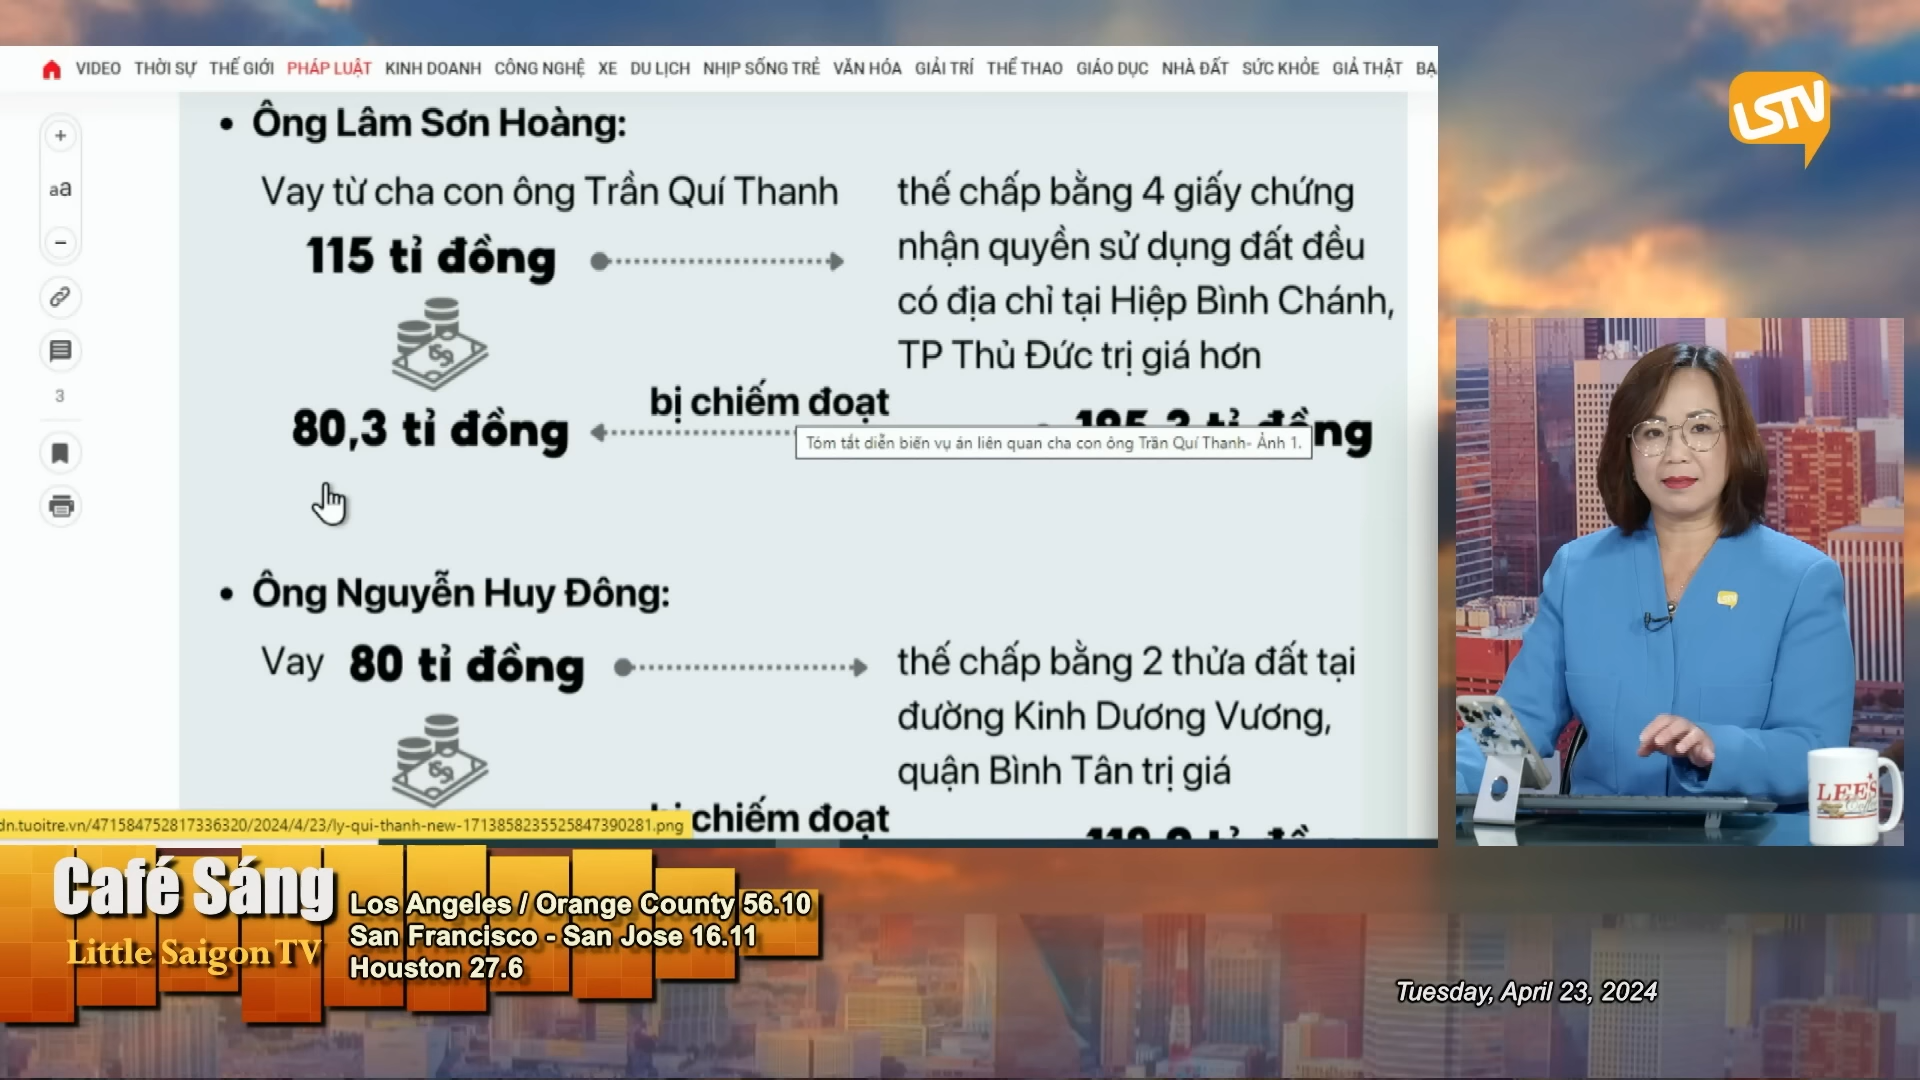 VIDEO THỜI SỰ THẾ GIỚI PHÁP LUẬT KINH DOANH CÔNG NGHỆ XE DU LỊCH NHỊP SỐNG TRẺ VĂN HÓA GIẢI TRÍ THỂ THAO GIÁO DỤC NHÀ ĐẤT SỨC KHỎE GIẢ THẬT
LSTV
+
aa
−
3
• Ông Lâm Sơn Hoàng:
Vay từ cha con ông Trần Quí Thanh
115 tỉ đồng
thế chấp bằng 4 giấy chứng
nhận quyền sử dụng đất đều
có địa chỉ tại Hiệp Bình Chánh,
TP Thủ Đức trị giá hơn
bị chiếm đoạt
80,3 tỉ đồng
Tóm tắt diễn biến vụ án liên quan cha con ông Trần Quí Thanh- Ảnh 1.
• Ông Nguyễn Huy Đông:
Vay 80 tỉ đồng
thế chấp bằng 2 thửa đất tại
đường Kinh Dương Vương,
quận Bình Tân trị giá
chiếm đoạt
dn.tuoitre.vn/471584752817336320/2024/4/23/ly-qui-thanh-new-1713858235525847390281.png
LSTV
LEE'S
Café Sáng
Little Saigon TV
Los Angeles / Orange County 56.10
San Francisco - San Jose 16.11
Houston 27.6
Tuesday, April 23, 2024